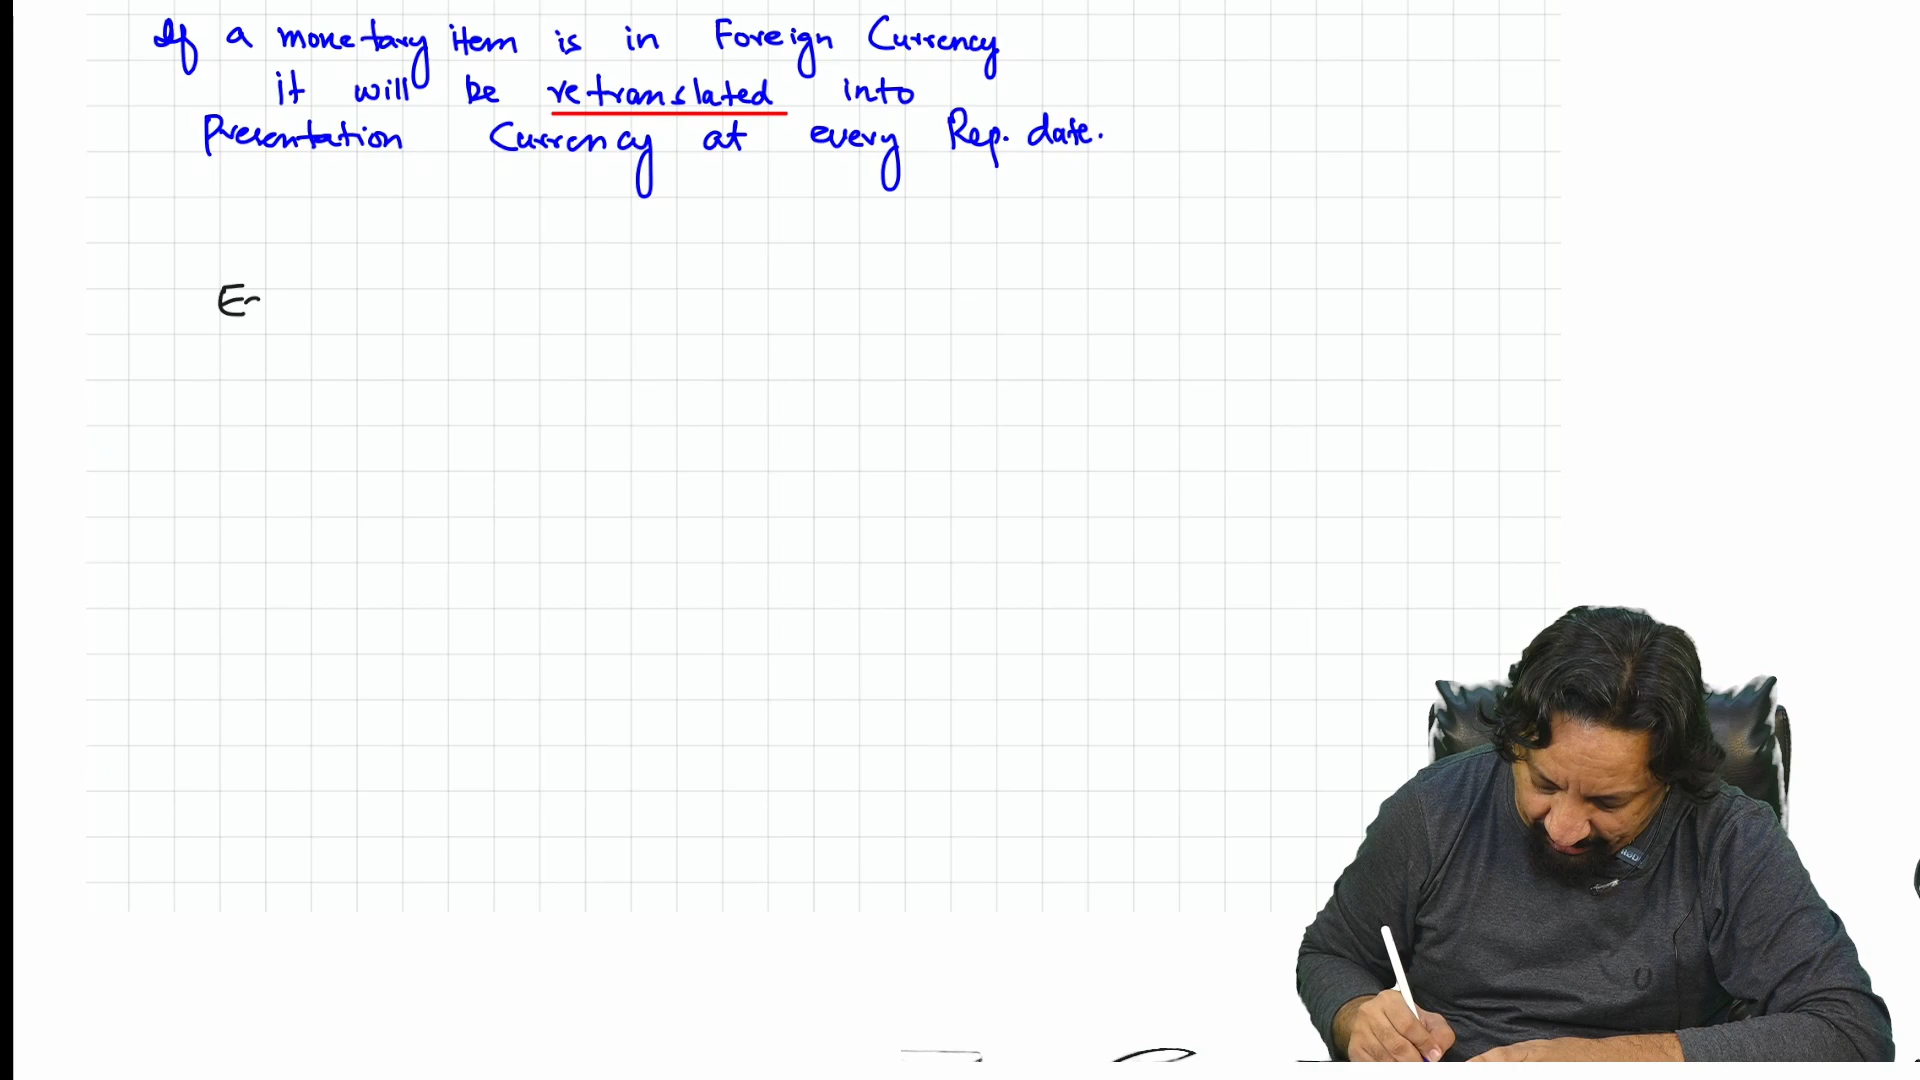 If a monetary item is in Foreign Currency
it will be retranslated into
Presentation Currency at every Rep. date.